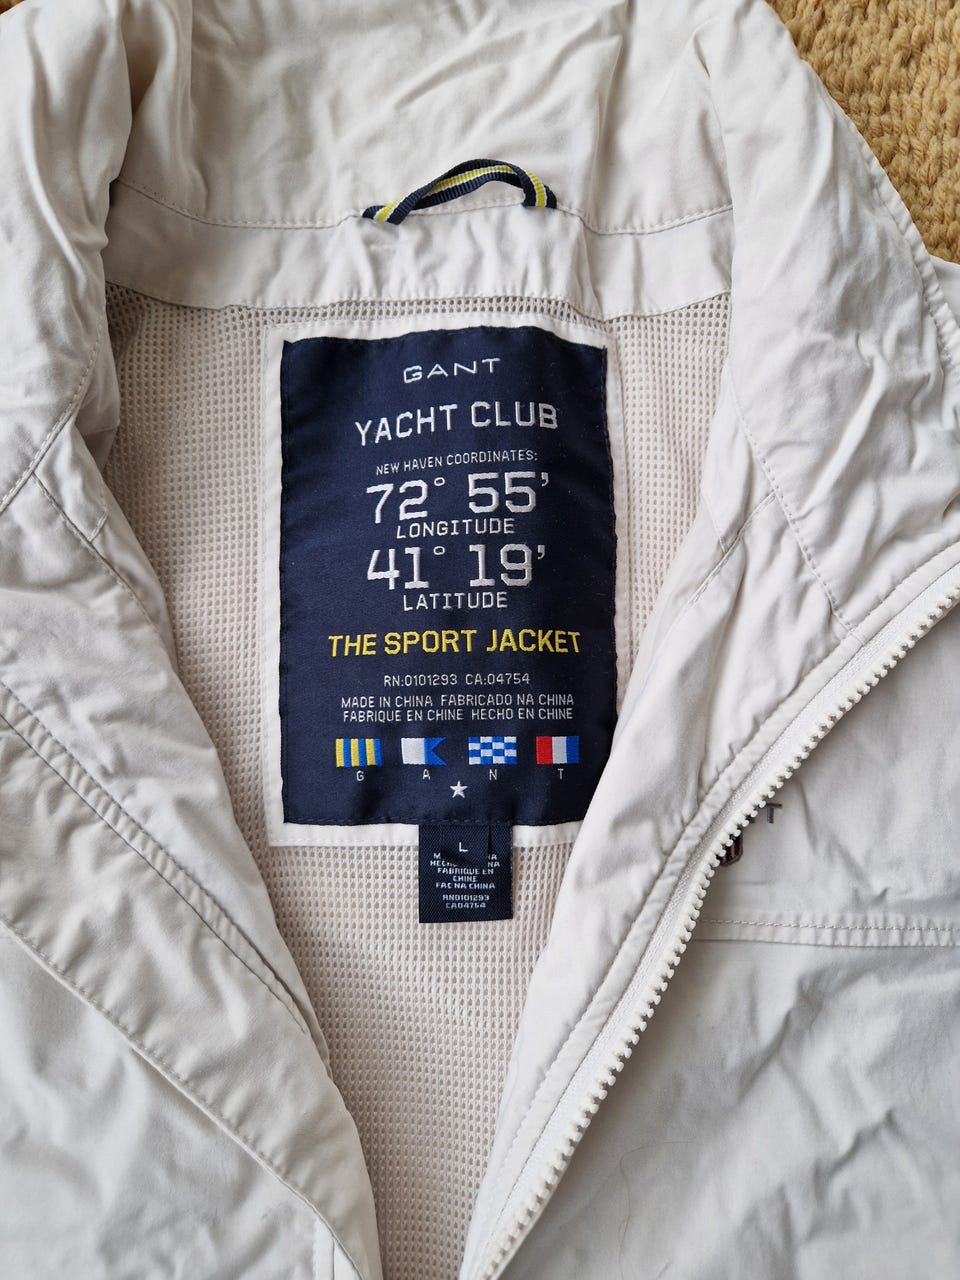 GANT
YACHT CLUB
NEW HAVEN COORDINATES:
72° 55'
LONGITUDE
41° 19'
LATITUDE
THE SPORT JACKET
RN:0101293 CA:04754
MADE IN CHINA FABRICADO NA CHINA
FABRIQUE EN CHINE HECHO EN CHINE
G A N T
L
FABRIQUE EN
CHINE
NA CHINA
RN0101293
CA04754
T